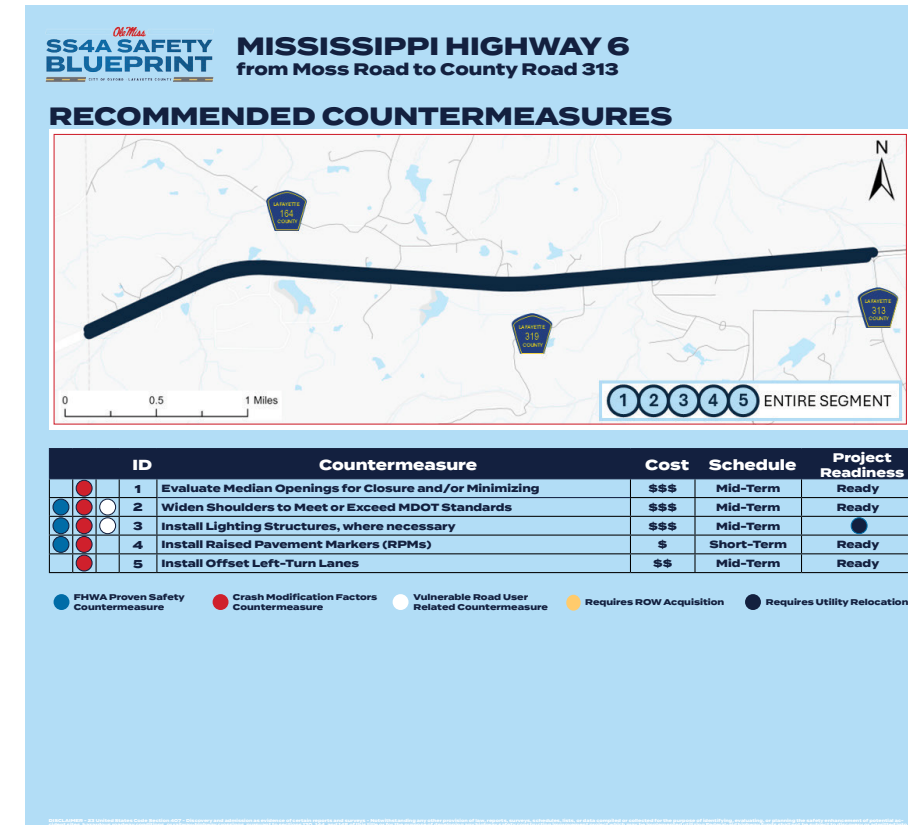 Ole Miss
SS4A SAFETY
BLUEPRINT
CITY OF OXFORD - LAFAYETTE COUNTY
MISSISSIPPI HIGHWAY 6
from Moss Road to County Road 313
RECOMMENDED COUNTERMEASURES
N
LAFAYETTE
164
COUNTY
LAFAYETTE
319
COUNTY
LAFAYETTE
313
COUNTY
0 0.5 1 Miles
1 2 3 4 5 ENTIRE SEGMENT
ID Countermeasure Cost Schedule Project Readiness
1 Evaluate Median Openings for Closure and/or Minimizing $$$ Mid-Term Ready
2 Widen Shoulders to Meet or Exceed MDOT Standards $$$ Mid-Term Ready
3 Install Lighting Structures, where necessary $$$ Mid-Term
4 Install Raised Pavement Markers (RPMs) $ Short-Term Ready
5 Install Offset Left-Turn Lanes $$ Mid-Term Ready
FHWA Proven Safety
Countermeasure
Crash Modification Factors
Countermeasure
Vulnerable Road User
Related Countermeasure
Requires ROW Acquisition
Requires Utility Relocation